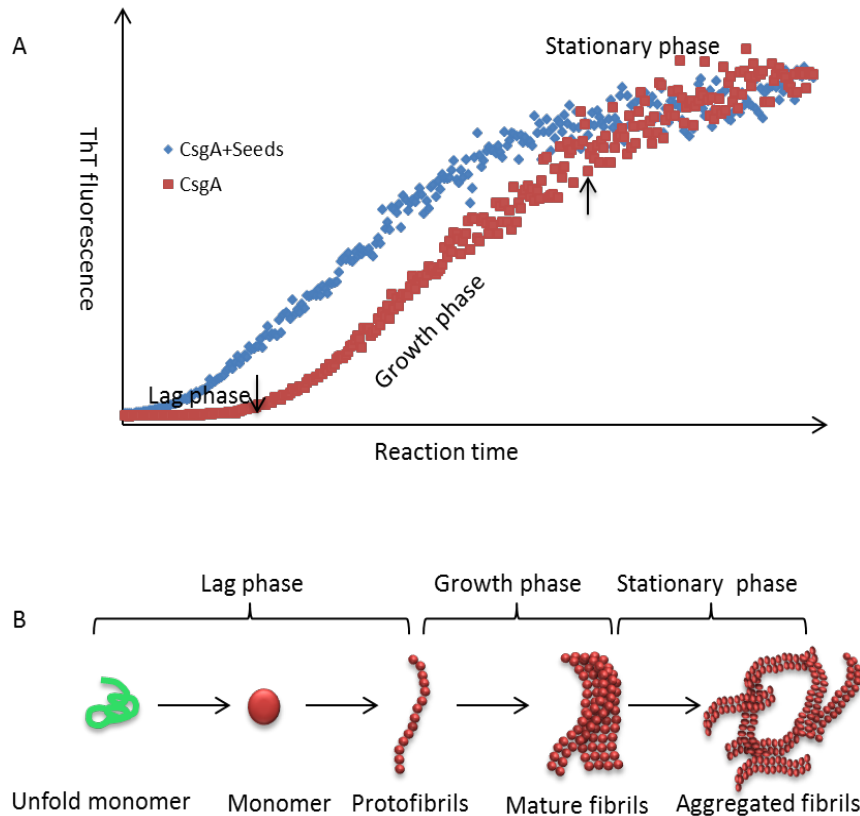 A
Stationary phase
CsgA+Seeds
CsgA
ThT fluorescence
Growth phase
Lag phase
Reaction time
Lag phase
Growth phase
Stationary phase
B
Unfold monomer
Monomer
Protofibrils
Mature fibrils
Aggregated fibrils